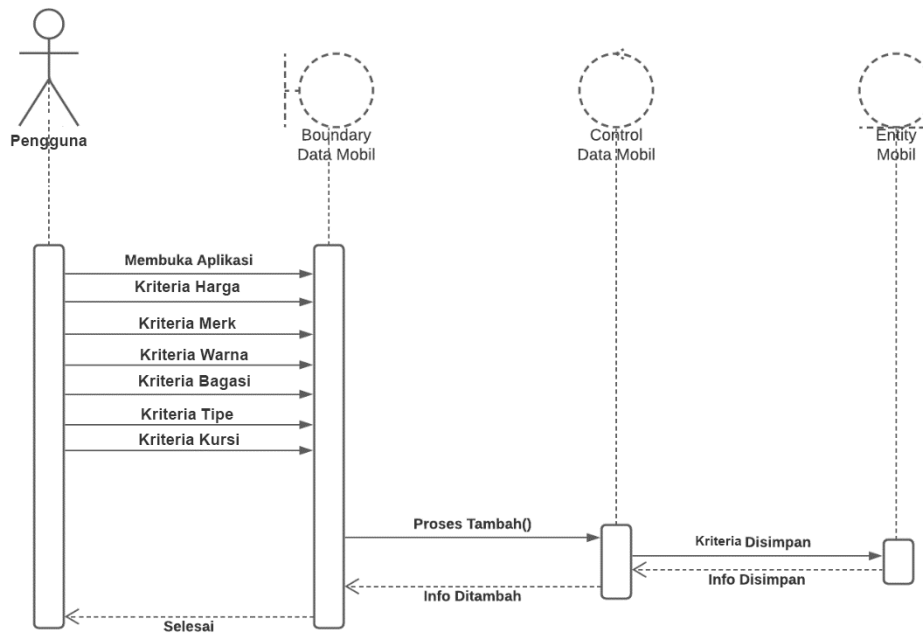 Pengguna
Boundary
Data Mobil
Control
Data Mobil
Entity
Mobil
Membuka Aplikasi
Kriteria Harga
Kriteria Merk
Kriteria Warna
Kriteria Bagasi
Kriteria Tipe
Kriteria Kursi
Proses Tambah()
Kriteria Disimpan
Info Disimpan
Info Ditambah
Selesai